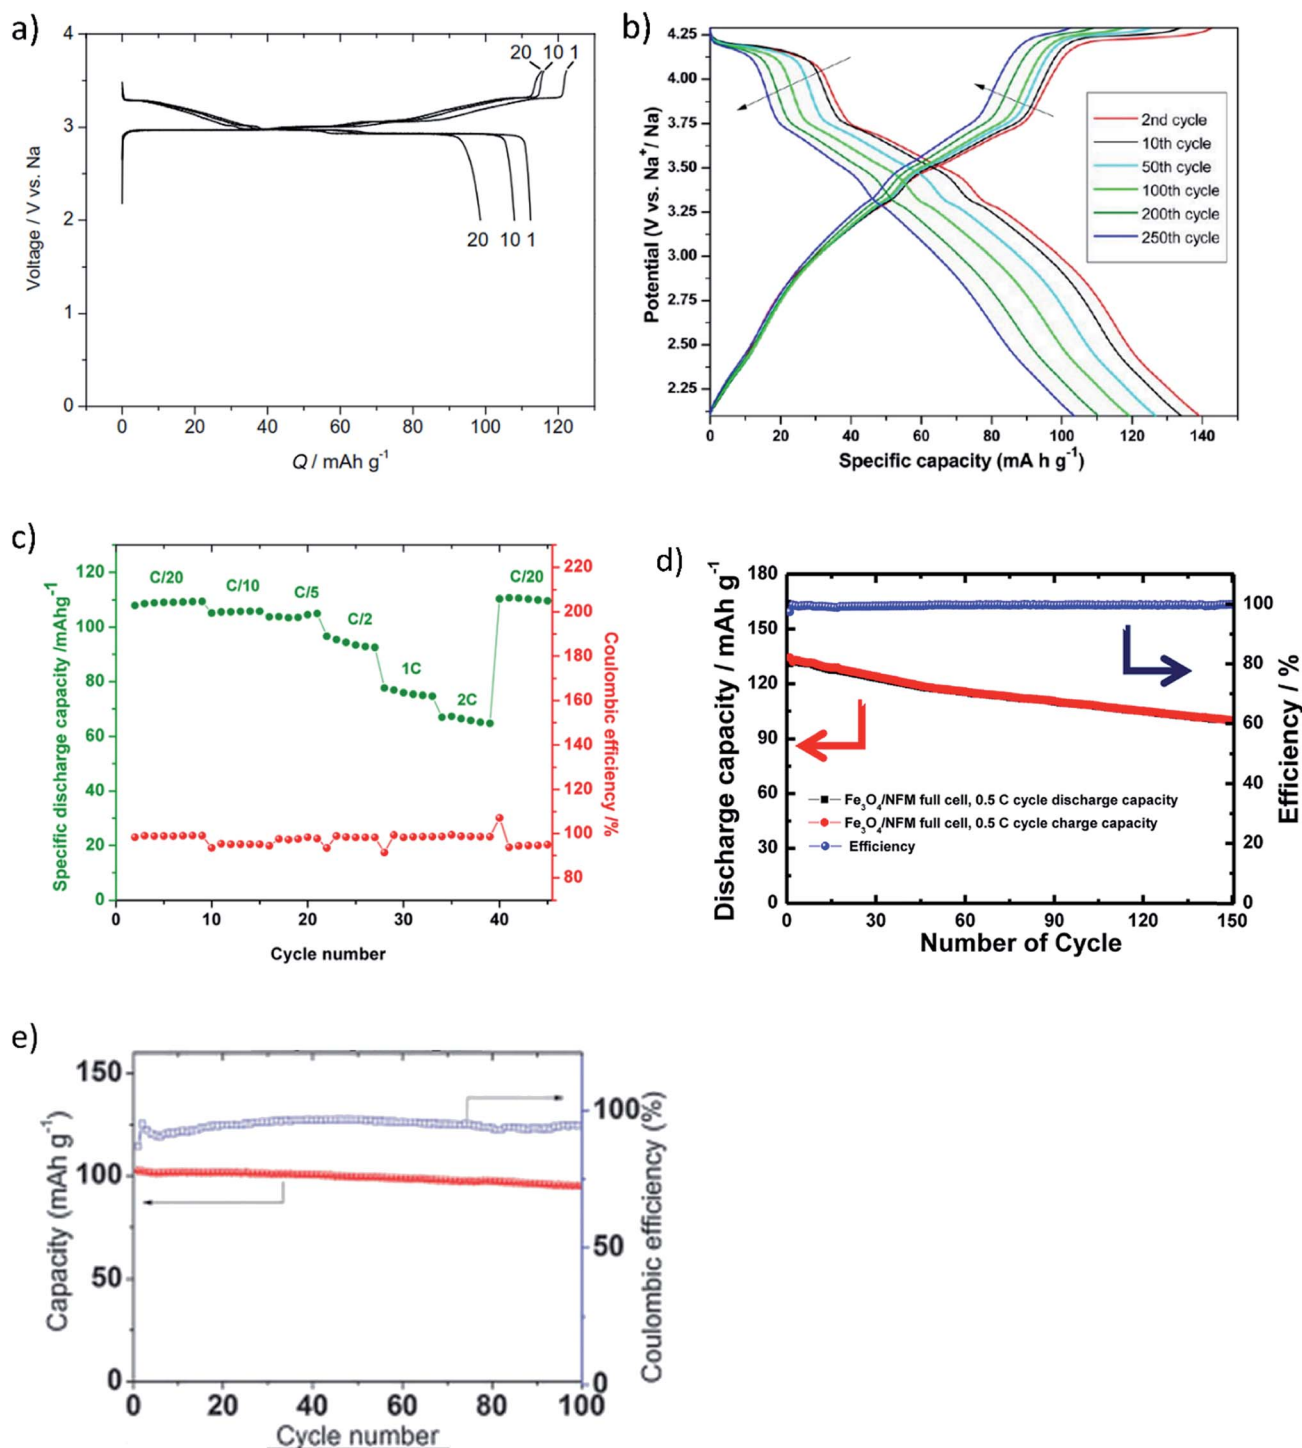 a)
4
3
2
1
0
Voltage / V vs. Na
20 10 1
20 10 1
0 20 40 60 80 100 120
Q / mAh g-1
b)
4.25
4.00
3.75
3.50
3.25
3.00
2.75
2.50
2.25
Potential (V vs. Na+/ Na)
2nd cycle
10th cycle
50th cycle
100th cycle
200th cycle
250th cycle
0 20 40 60 80 100 120 140
Specific capacity (mA h g-1)
c)
120
100
80
60
40
20
0
Specific discharge capacity /mAhg-1
C/20
C/10
C/5
C/2
1C
2C
C/20
220
200
180
160
140
120
100
80
Coulombic efficiency /%
0 10 20 30 40
Cycle number
d)
180
150
120
90
60
30
0
Discharge capacity / mAh g-1
Fe3O4/NFM full cell, 0.5 C cycle discharge capacity
Fe3O4/NFM full cell, 0.5 C cycle charge capacity
Efficiency
100
80
60
40
20
0
Efficiency / %
0 30 60 90 120 150
Number of Cycle
e)
150
100
50
0
Capacity (mAh g-1)
100
50
0
Coulombic efficiency (%)
0 20 40 60 80 100
Cycle number